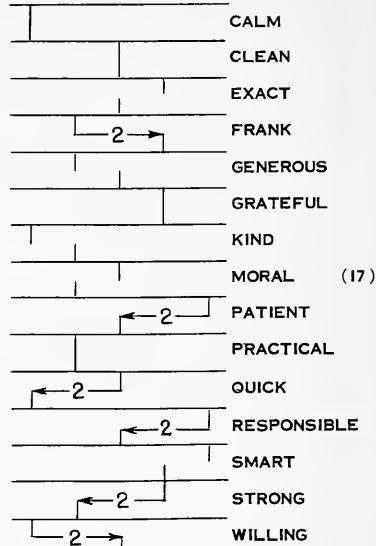 CALM
CLEAN
EXACT
2 FRANK
GENEROUS
GRATEFUL
KIND
MORAL (17)
2 PATIENT
PRACTICAL
2 QUICK
2 RESPONSIBLE
SMART
2 STRONG
2 WILLING